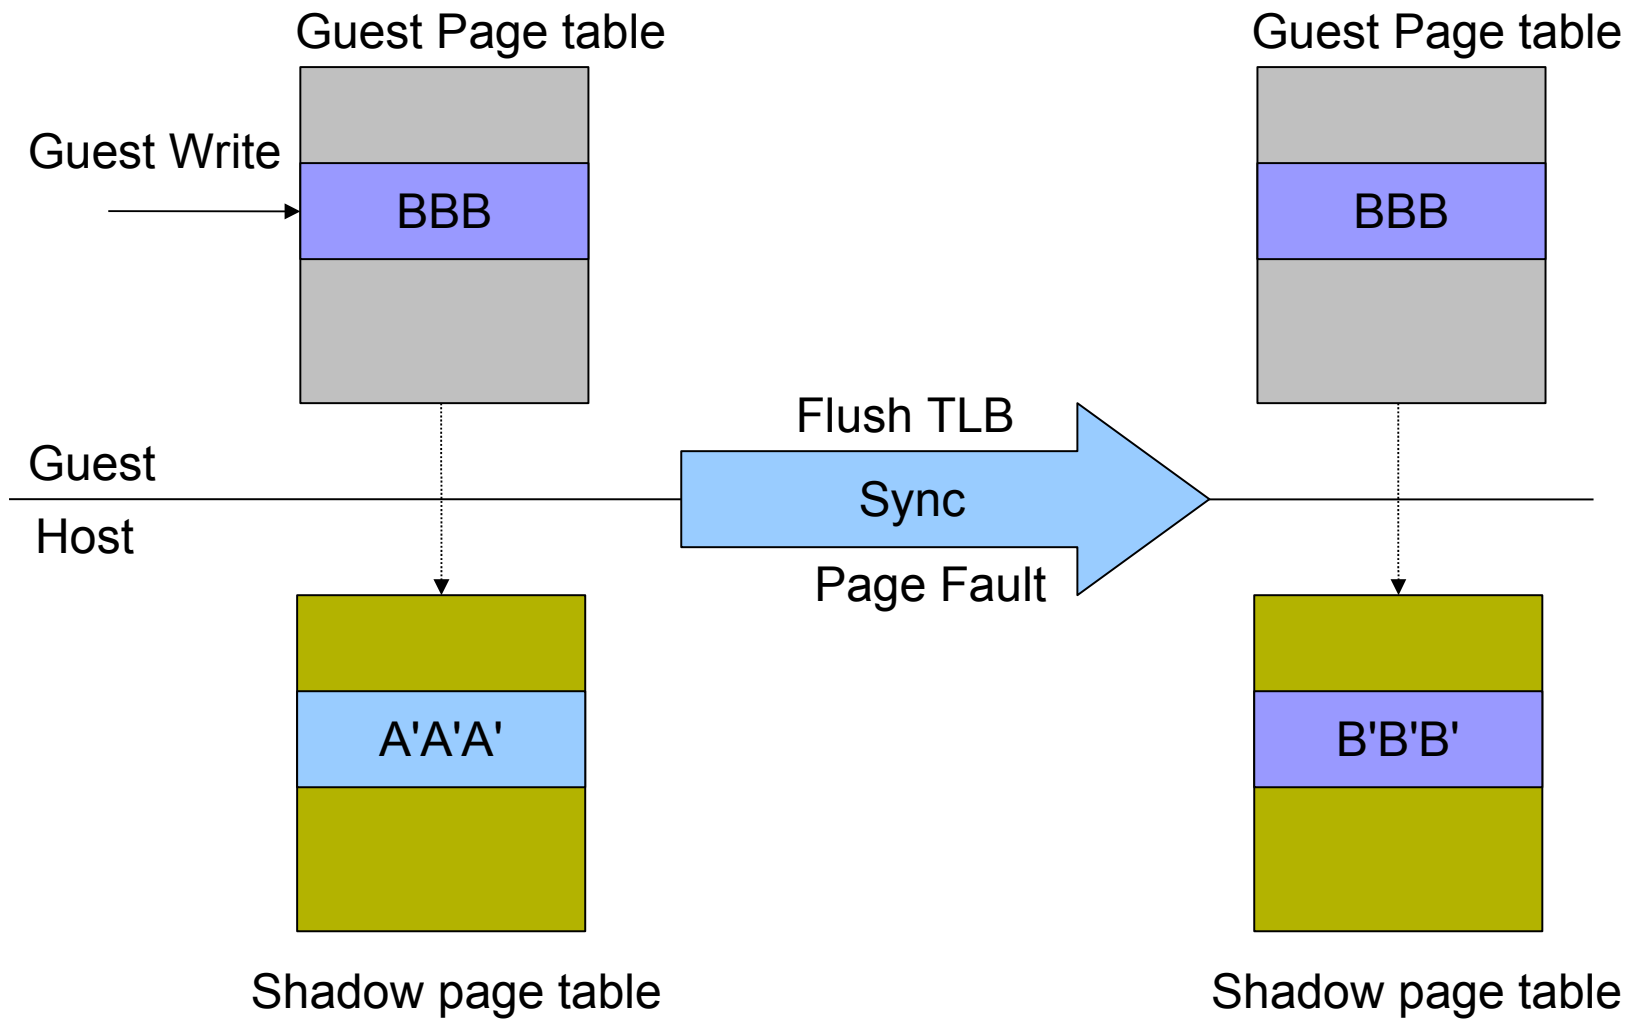 Guest Page table
Guest Page table
Guest Write
BBB
BBB
Flush TLB
Guest
Sync
Host
Page Fault
A'A'A'
B'B'B'
Shadow page table
Shadow page table